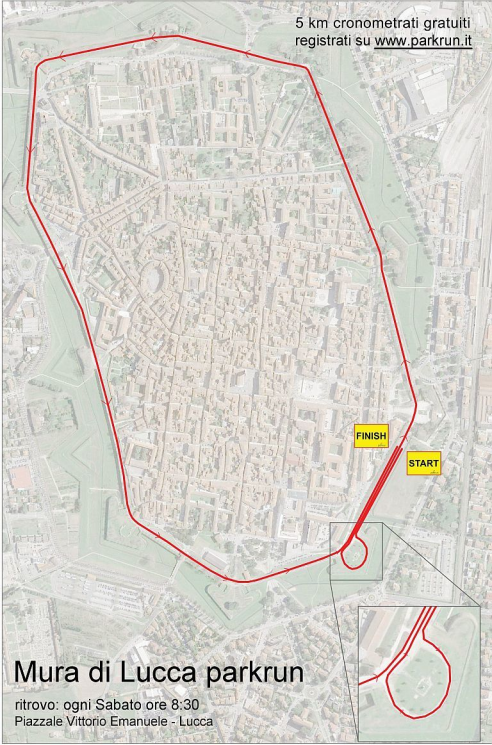 5 km cronometrati gratuiti
registrati su www.parkrun.it
FINISH
START
Mura di Lucca parkrun
ritrovo: ogni Sabato ore 8:30
Piazzale Vittorio Emanuele - Lucca